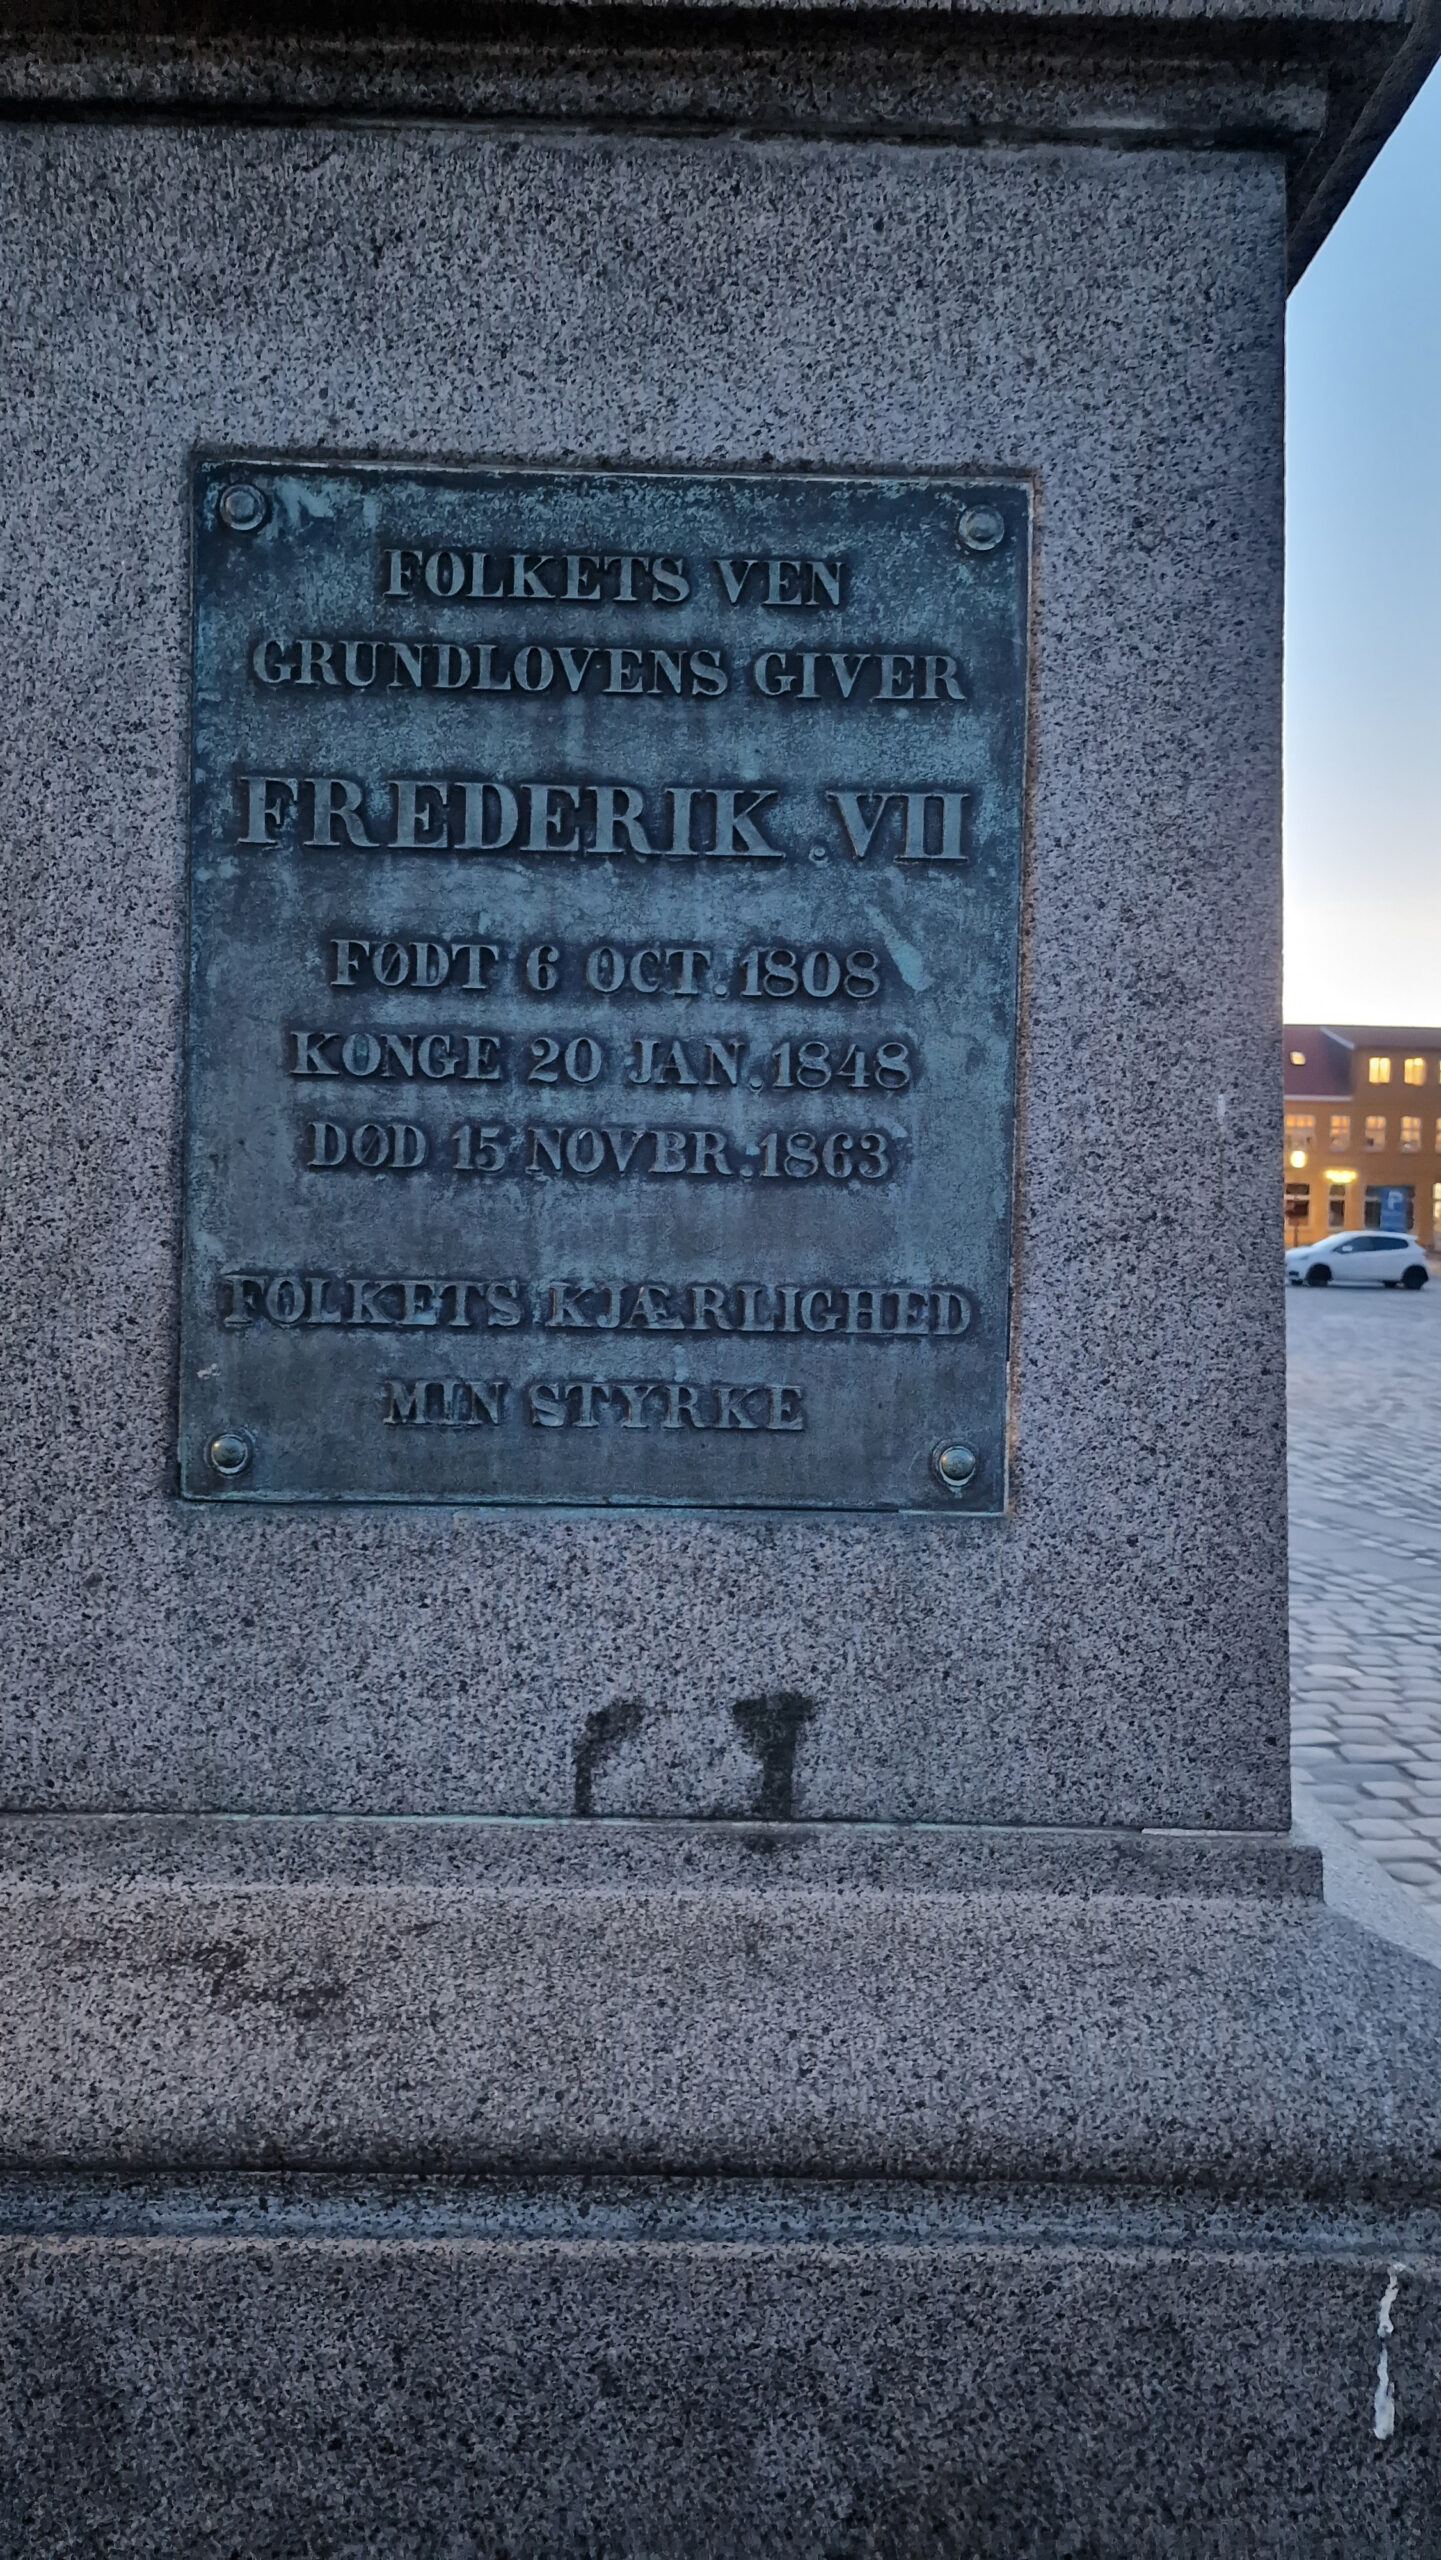 FOLKETS VEN
GRUNDLOVENS GIVER
FREDERIK . VII
FØDT 6 OCT. 1808
KONGE 20 JAN. 1848
DØD 15 NOVBR. 1863
FOLKETS KJÆRLIGHED
MIN STYRKE
P